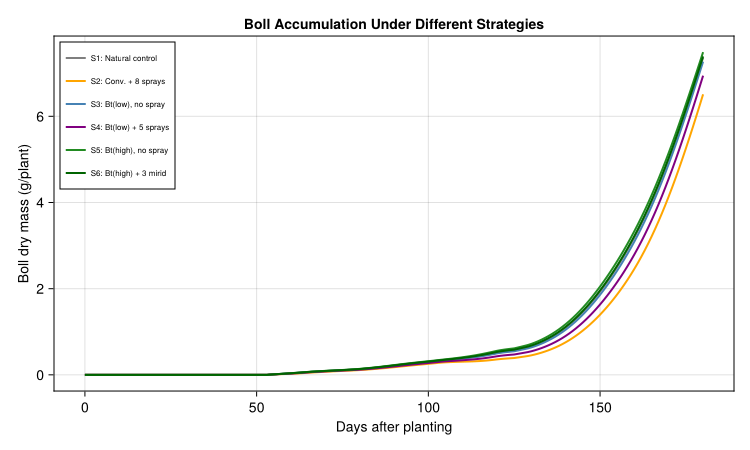 Boll Accumulation Under Different Strategies
S1: Natural control
S2: Conv. + 8 sprays
S3: Bt(low), no spray
S4: Bt(low) + 5 sprays
S5: Bt(high), no spray
S6: Bt(high) + 3 mirid
Boll dry mass (g/plant)
6
4
2
0
0 50 100 150
Days after planting